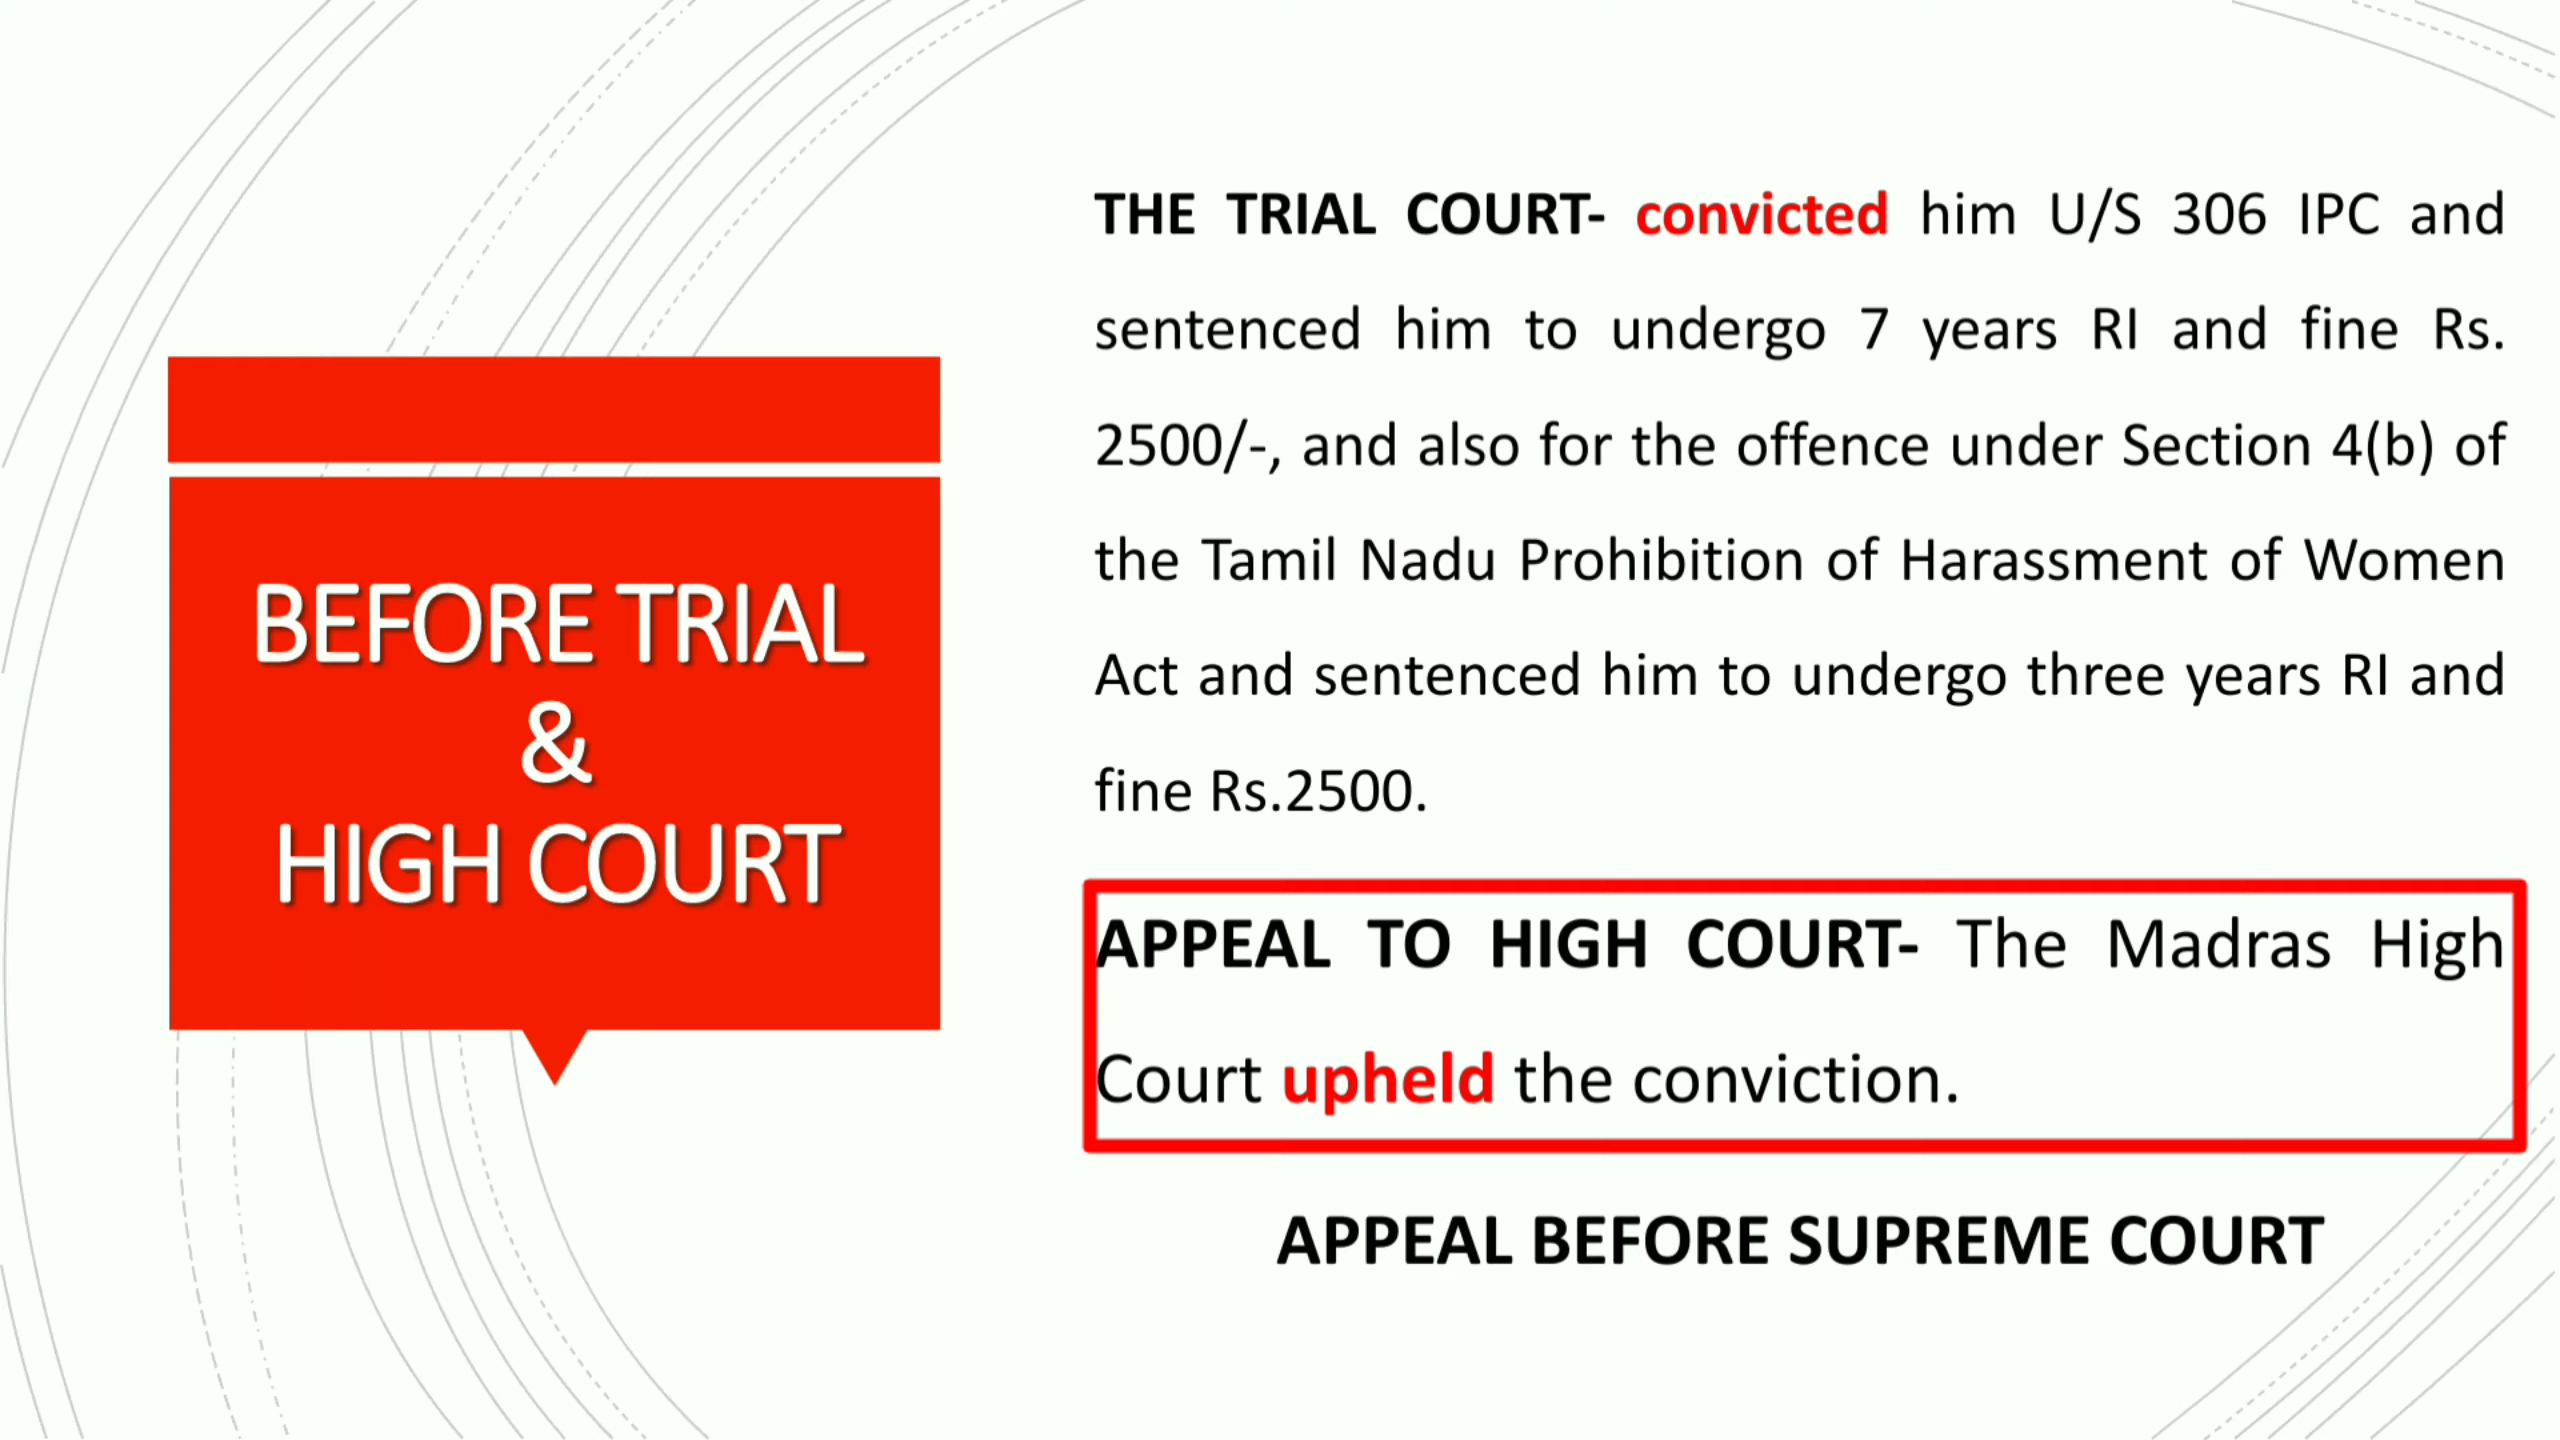 BEFORE TRIAL
&
HIGH COURT
THE TRIAL COURT- convicted him U/S 306 IPC and
sentenced him to undergo 7 years RI and fine Rs.
2500/-, and also for the offence under Section 4(b) of
the Tamil Nadu Prohibition of Harassment of Women
Act and sentenced him to undergo three years RI and
fine Rs.2500.
APPEAL TO HIGH COURT- The Madras High
Court upheld the conviction.
APPEAL BEFORE SUPREME COURT